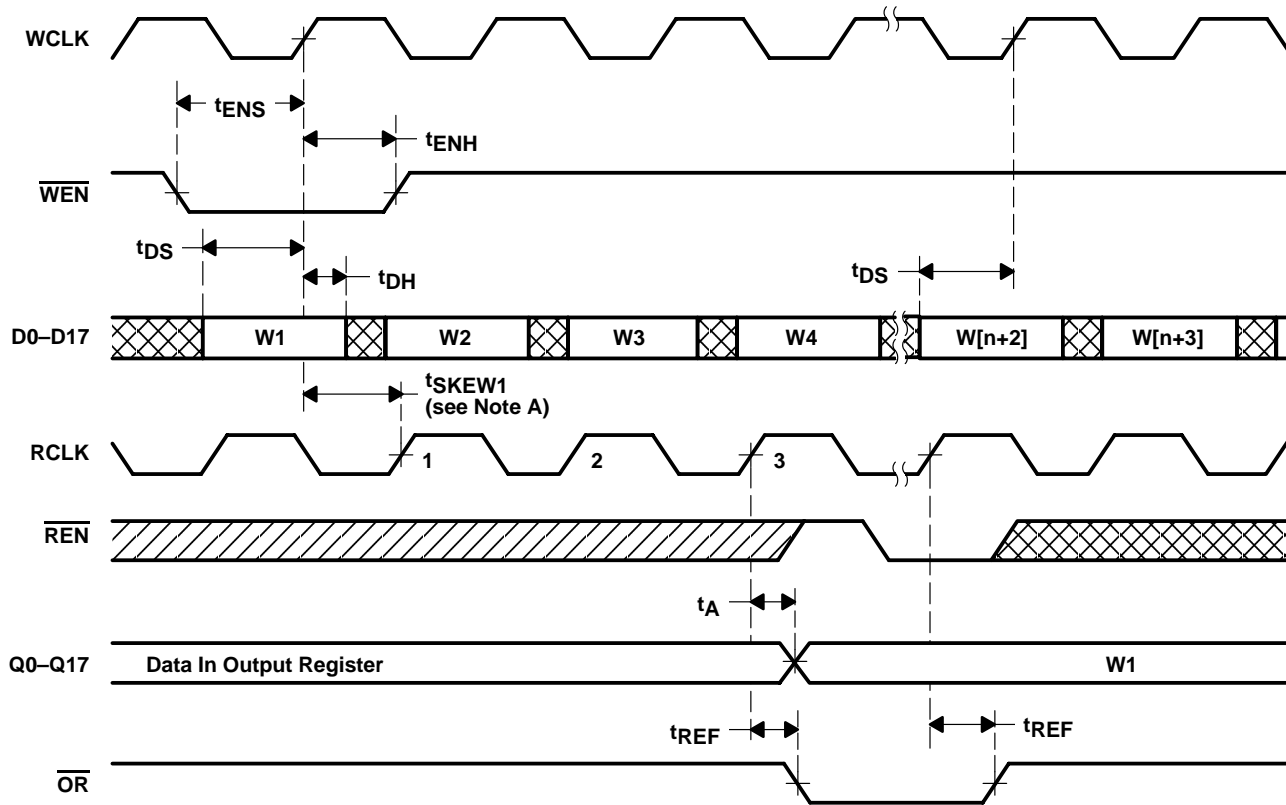 WCLK
tENS
tENH
WEN
tDS
tDH
tDS
D0–D17
W1
W2
W3
W4
W[n+2]
W[n+3]
tSKEW1
(see Note A)
RCLK
1
2
3
REN
tA
Q0–Q17
Data In Output Register
W1
tREF
tREF
OR